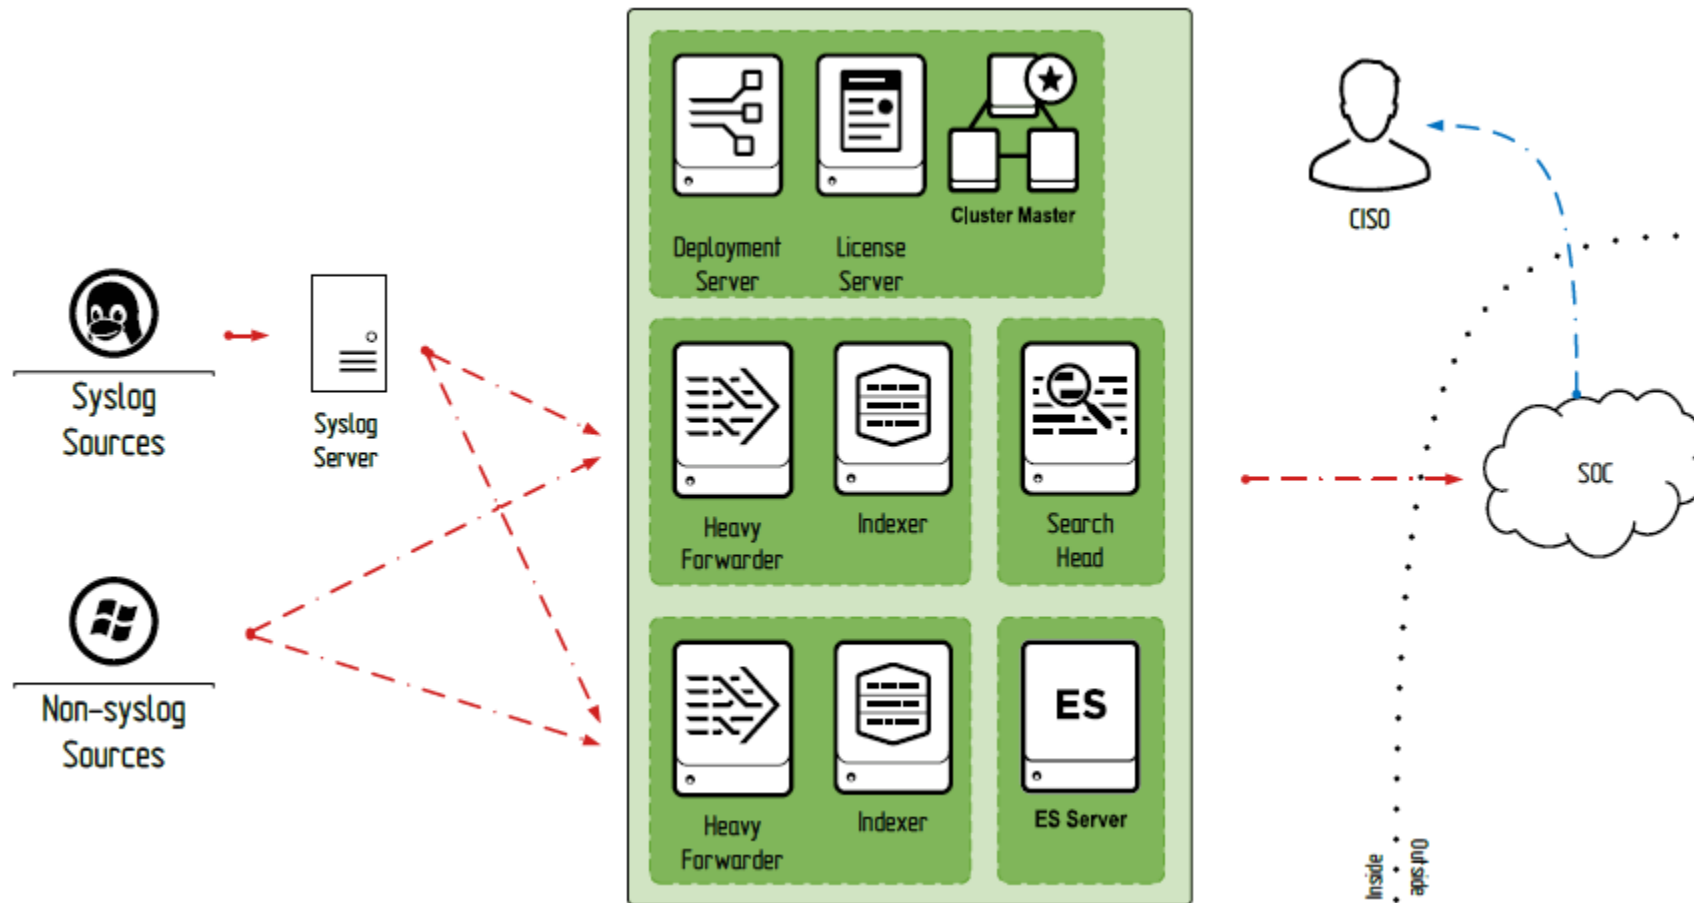 Cluster Master
Deployment
Server
License
Server
CISO
Syslog
Sources
Syslog
Server
SOC
Heavy
Forwarder
Indexer
Search
Head
Non-syslog
Sources
ES
Heavy
Forwarder
Indexer
ES Server
Inside
Outside